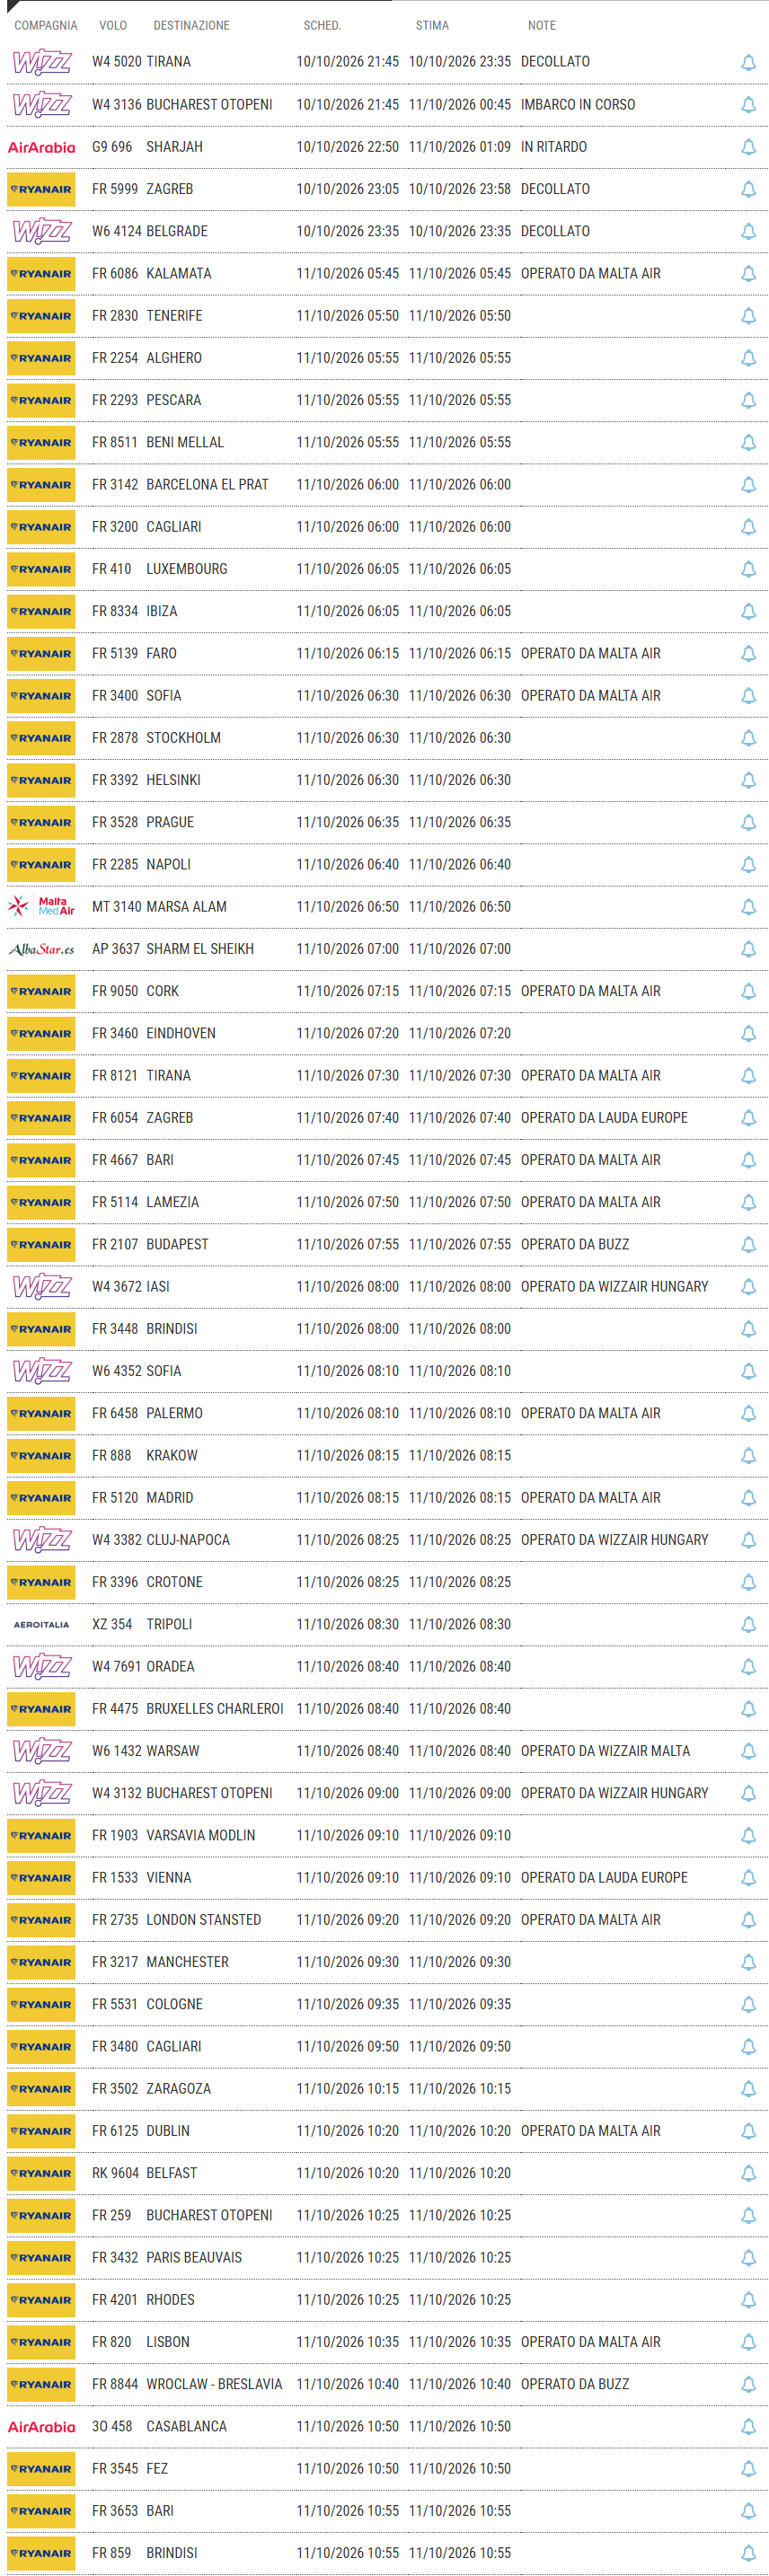 COMPAGNIA VOLO DESTINAZIONE SCHED. STIMA NOTE
WIZZ W4 5020 TIRANA 10/10/2026 21:45 10/10/2026 23:35 DECOLLATO
WIZZ W4 3136 BUCHAREST OTOPENI 10/10/2026 21:45 11/10/2026 00:45 IMBARCO IN CORSO
AirArabia G9 696 SHARJAH 10/10/2026 22:50 11/10/2026 01:09 IN RITARDO
RYANAIR FR 5999 ZAGREB 10/10/2026 23:05 10/10/2026 23:58 DECOLLATO
WIZZ W6 4124 BELGRADE 10/10/2026 23:35 10/10/2026 23:35 DECOLLATO
RYANAIR FR 6086 KALAMATA 11/10/2026 05:45 11/10/2026 05:45 OPERATO DA MALTA AIR
RYANAIR FR 2830 TENERIFE 11/10/2026 05:50 11/10/2026 05:50
RYANAIR FR 2254 ALGHERO 11/10/2026 05:55 11/10/2026 05:55
RYANAIR FR 2293 PESCARA 11/10/2026 05:55 11/10/2026 05:55
RYANAIR FR 8511 BENI MELLAL 11/10/2026 05:55 11/10/2026 05:55
RYANAIR FR 3142 BARCELONA EL PRAT 11/10/2026 06:00 11/10/2026 06:00
RYANAIR FR 3200 CAGLIARI 11/10/2026 06:00 11/10/2026 06:00
RYANAIR FR 410 LUXEMBOURG 11/10/2026 06:05 11/10/2026 06:05
RYANAIR FR 8334 IBIZA 11/10/2026 06:05 11/10/2026 06:05
RYANAIR FR 5139 FARO 11/10/2026 06:15 11/10/2026 06:15 OPERATO DA MALTA AIR
RYANAIR FR 3400 SOFIA 11/10/2026 06:30 11/10/2026 06:30 OPERATO DA MALTA AIR
RYANAIR FR 2878 STOCKHOLM 11/10/2026 06:30 11/10/2026 06:30
RYANAIR FR 3392 HELSINKI 11/10/2026 06:30 11/10/2026 06:30
RYANAIR FR 3528 PRAGUE 11/10/2026 06:35 11/10/2026 06:35
RYANAIR FR 2285 NAPOLI 11/10/2026 06:40 11/10/2026 06:40
Malta MedAir MT 3140 MARSA ALAM 11/10/2026 06:50 11/10/2026 06:50
AlbaStar.es AP 3637 SHARM EL SHEIKH 11/10/2026 07:00 11/10/2026 07:00
RYANAIR FR 9050 CORK 11/10/2026 07:15 11/10/2026 07:15 OPERATO DA MALTA AIR
RYANAIR FR 3460 EINDHOVEN 11/10/2026 07:20 11/10/2026 07:20
RYANAIR FR 8121 TIRANA 11/10/2026 07:30 11/10/2026 07:30 OPERATO DA MALTA AIR
RYANAIR FR 6054 ZAGREB 11/10/2026 07:40 11/10/2026 07:40 OPERATO DA LAUDA EUROPE
RYANAIR FR 4667 BARI 11/10/2026 07:45 11/10/2026 07:45 OPERATO DA MALTA AIR
RYANAIR FR 5114 LAMEZIA 11/10/2026 07:50 11/10/2026 07:50 OPERATO DA MALTA AIR
RYANAIR FR 2107 BUDAPEST 11/10/2026 07:55 11/10/2026 07:55 OPERATO DA BUZZ
WIZZ W4 3672 IASI 11/10/2026 08:00 11/10/2026 08:00 OPERATO DA WIZZAIR HUNGARY
RYANAIR FR 3448 BRINDISI 11/10/2026 08:00 11/10/2026 08:00
WIZZ W6 4352 SOFIA 11/10/2026 08:10 11/10/2026 08:10
RYANAIR FR 6458 PALERMO 11/10/2026 08:10 11/10/2026 08:10 OPERATO DA MALTA AIR
RYANAIR FR 888 KRAKOW 11/10/2026 08:15 11/10/2026 08:15
RYANAIR FR 5120 MADRID 11/10/2026 08:15 11/10/2026 08:15 OPERATO DA MALTA AIR
WIZZ W4 3382 CLUJ-NAPOCA 11/10/2026 08:25 11/10/2026 08:25 OPERATO DA WIZZAIR HUNGARY
RYANAIR FR 3396 CROTONE 11/10/2026 08:25 11/10/2026 08:25
AEROITALIA XZ 354 TRIPOLI 11/10/2026 08:30 11/10/2026 08:30
WIZZ W4 7691 ORADEA 11/10/2026 08:40 11/10/2026 08:40
RYANAIR FR 4475 BRUXELLES CHARLEROI 11/10/2026 08:40 11/10/2026 08:40
WIZZ W6 1432 WARSAW 11/10/2026 08:40 11/10/2026 08:40 OPERATO DA WIZZAIR MALTA
WIZZ W4 3132 BUCHAREST OTOPENI 11/10/2026 09:00 11/10/2026 09:00 OPERATO DA WIZZAIR HUNGARY
RYANAIR FR 1903 VARSAVIA MODLIN 11/10/2026 09:10 11/10/2026 09:10
RYANAIR FR 1533 VIENNA 11/10/2026 09:10 11/10/2026 09:10 OPERATO DA LAUDA EUROPE
RYANAIR FR 2735 LONDON STANSTED 11/10/2026 09:20 11/10/2026 09:20 OPERATO DA MALTA AIR
RYANAIR FR 3217 MANCHESTER 11/10/2026 09:30 11/10/2026 09:30
RYANAIR FR 5531 COLOGNE 11/10/2026 09:35 11/10/2026 09:35
RYANAIR FR 3480 CAGLIARI 11/10/2026 09:50 11/10/2026 09:50
RYANAIR FR 3502 ZARAGOZA 11/10/2026 10:15 11/10/2026 10:15
RYANAIR FR 6125 DUBLIN 11/10/2026 10:20 11/10/2026 10:20 OPERATO DA MALTA AIR
RYANAIR RK 9604 BELFAST 11/10/2026 10:20 11/10/2026 10:20
RYANAIR FR 259 BUCHAREST OTOPENI 11/10/2026 10:25 11/10/2026 10:25
RYANAIR FR 3432 PARIS BEAUVAIS 11/10/2026 10:25 11/10/2026 10:25
RYANAIR FR 4201 RHODES 11/10/2026 10:25 11/10/2026 10:25
RYANAIR FR 820 LISBON 11/10/2026 10:35 11/10/2026 10:35 OPERATO DA MALTA AIR
RYANAIR FR 8844 WROCLAW - BRESLAVIA 11/10/2026 10:40 11/10/2026 10:40 OPERATO DA BUZZ
AirArabia 3O 458 CASABLANCA 11/10/2026 10:50 11/10/2026 10:50
RYANAIR FR 3545 FEZ 11/10/2026 10:50 11/10/2026 10:50
RYANAIR FR 3653 BARI 11/10/2026 10:55 11/10/2026 10:55
RYANAIR FR 859 BRINDISI 11/10/2026 10:55 11/10/2026 10:55